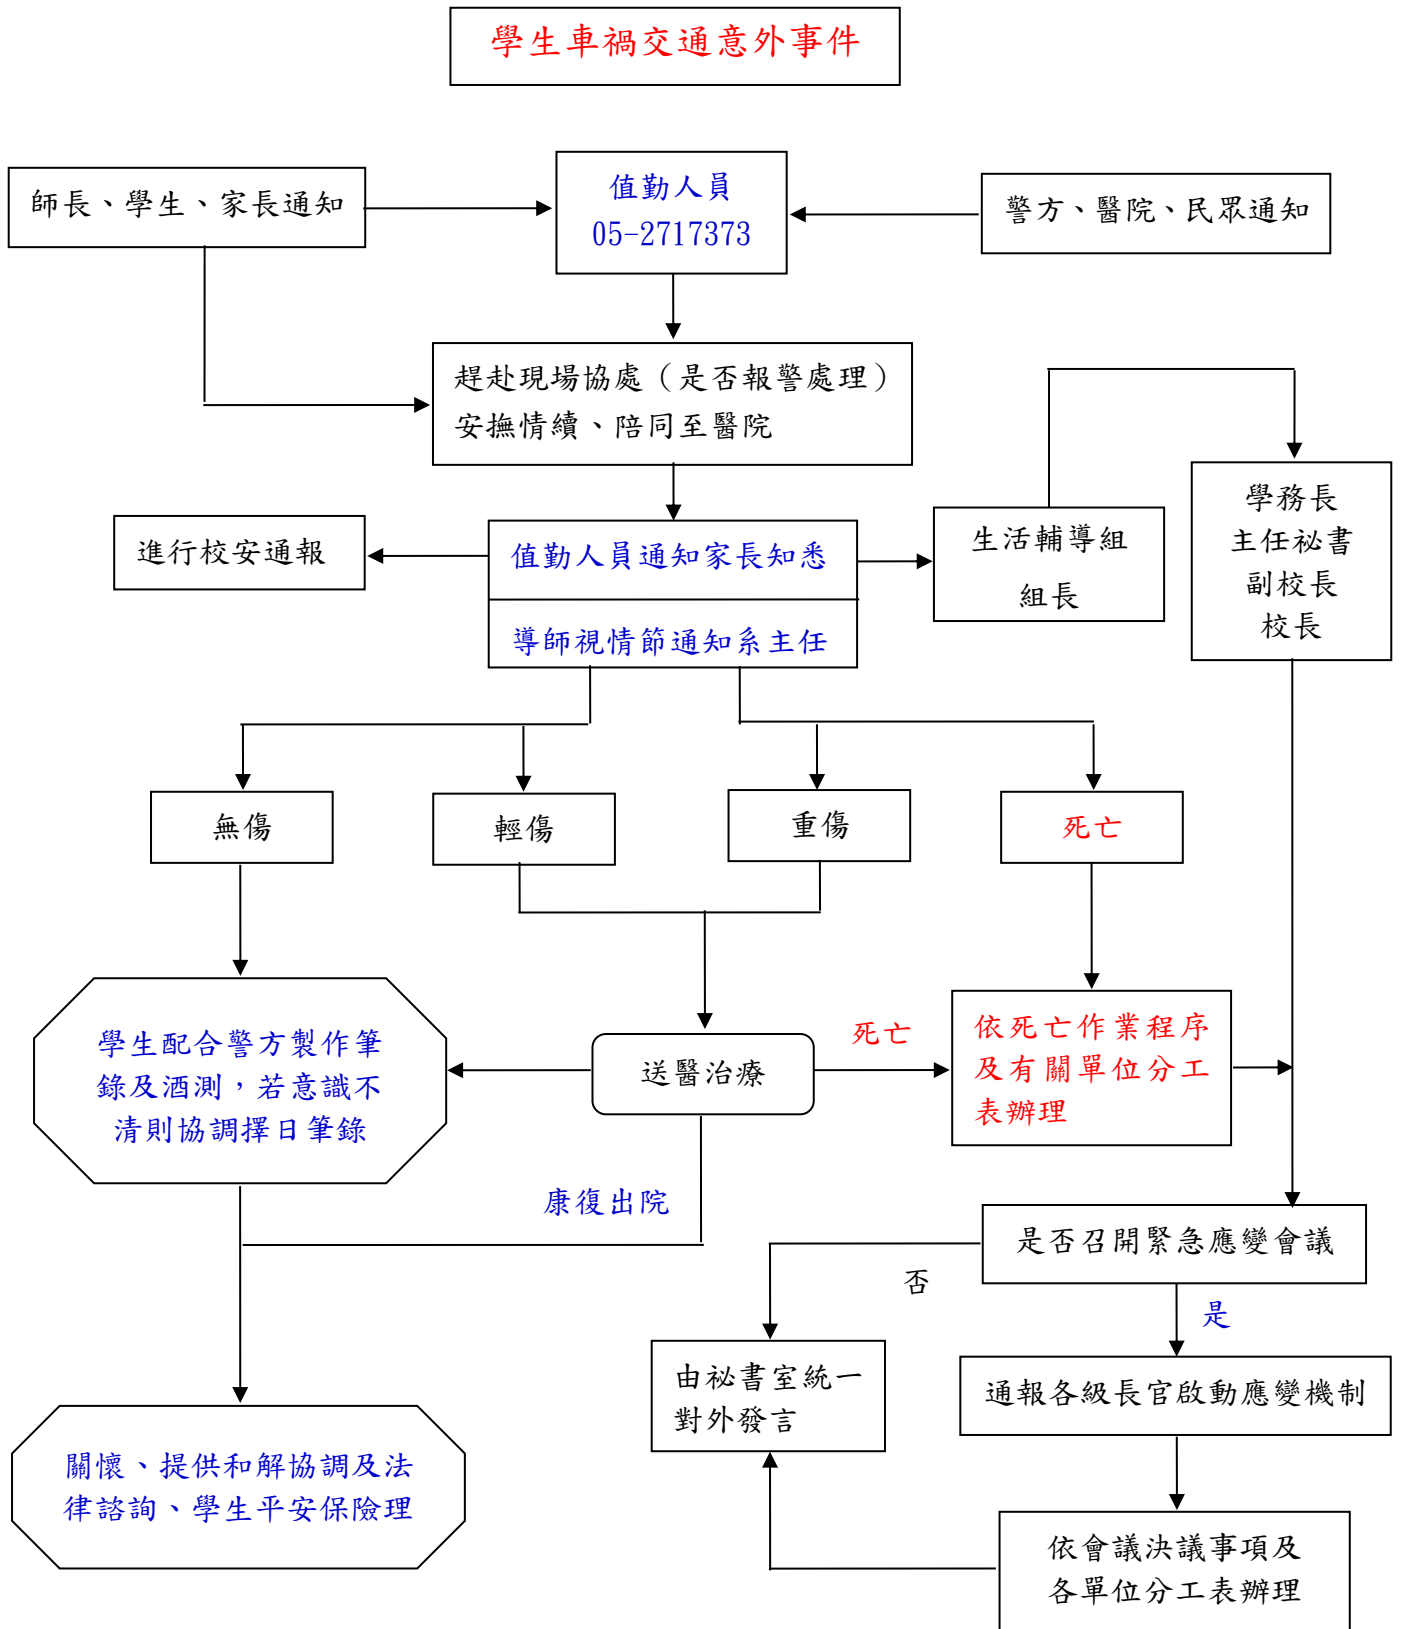 學生車禍交通意外事件
師長、學生、家長通知
值勤人員
05-2717373
警方、醫院、民眾通知
趕赴現場協處（是否報警處理）
安撫情續、陪同至醫院
進行校安通報
值勤人員通知家長知悉
導師視情節通知系主任
生活輔導組
組長
學務長
主任祕書
副校長
校長
無傷
輕傷
重傷
死亡
學生配合警方製作筆
錄及酒測，若意識不
清則協調擇日筆錄
送醫治療
死亡
依死亡作業程序
及有關單位分工
表辦理
康復出院
是否召開緊急應變會議
否
是
由祕書室統一
對外發言
通報各級長官啟動應變機制
關懷、提供和解協調及法
律諮詢、學生平安保險理
依會議決議事項及
各單位分工表辦理